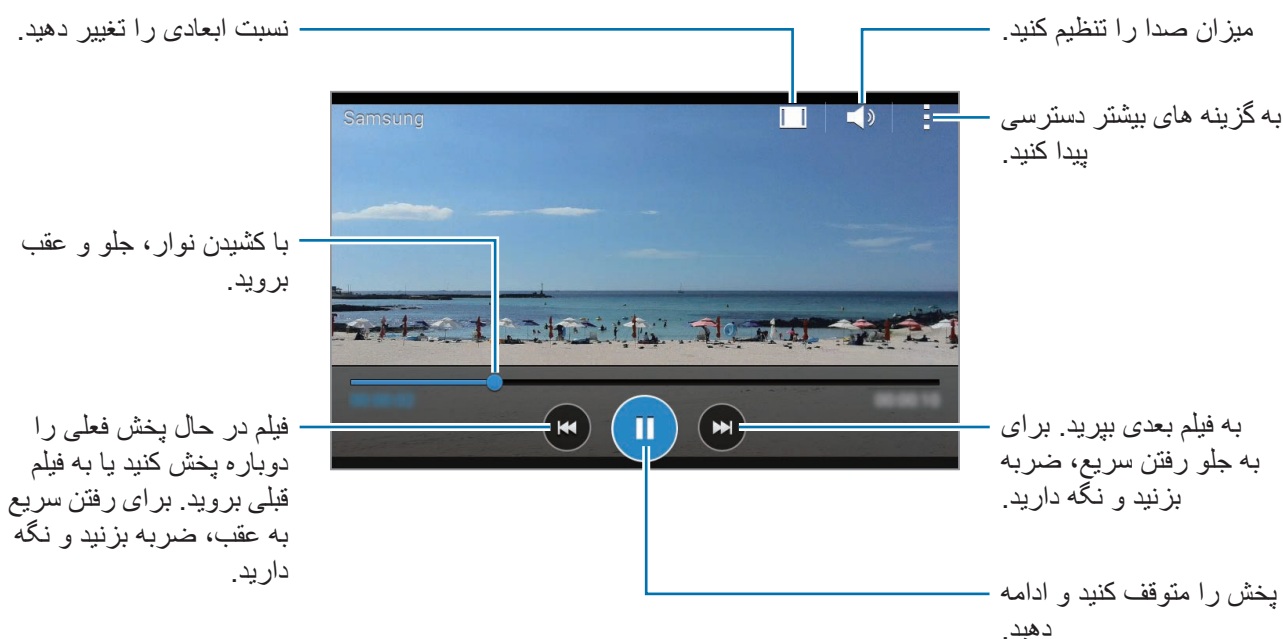 میزان صدا را تنظیم کنید.
نسبت ابعادی را تغییر دهید.
به گزینه های بیشتر دسترسی
پیدا کنید.
Samsung
با کشیدن نوار، جلو و عقب
بروید.
به فیلم بعدی بپرید. برای
به جلو رفتن سریع، ضربه
بزنید و نگه دارید.
فیلم در حال پخش فعلی را
دوباره پخش کنید یا به فیلم
قبلی بروید. برای رفتن سریع
به عقب، ضربه بزنید و نگه
دارید.
پخش را متوقف کنید و ادامه
دهید.